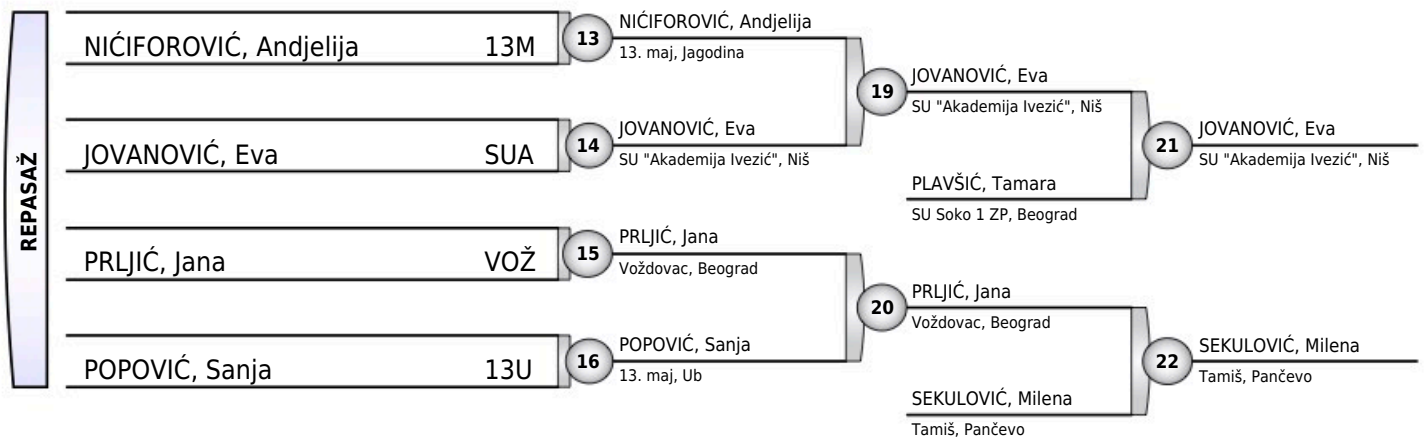 REPASAŽ
NIĆIFOROVIĆ, Andjelija 13M
JOVANOVIĆ, Eva SUA
PRLJIĆ, Jana VOŽ
POPOVIĆ, Sanja 13U
13
NIĆIFOROVIĆ, Andjelija
13. maj, Jagodina
14
JOVANOVIĆ, Eva
SU "Akademija Ivezić", Niš
15
PRLJIĆ, Jana
Voždovac, Beograd
16
POPOVIĆ, Sanja
13. maj, Ub
19
JOVANOVIĆ, Eva
SU "Akademija Ivezić", Niš
PLAVŠIĆ, Tamara
SU Soko 1 ZP, Beograd
20
PRLJIĆ, Jana
Voždovac, Beograd
SEKULOVIĆ, Milena
Tamiš, Pančevo
21
JOVANOVIĆ, Eva
SU "Akademija Ivezić", Niš
22
SEKULOVIĆ, Milena
Tamiš, Pančevo